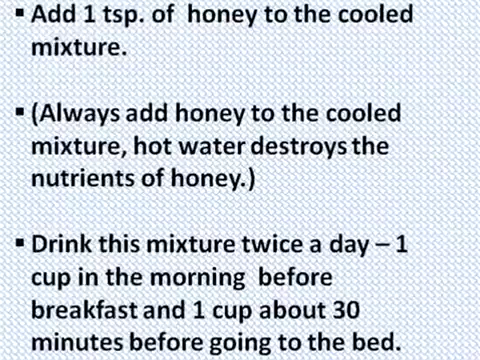 ▪ Add 1 tsp. of  honey to the cooled
mixture.
▪ (Always add honey to the cooled
mixture, hot water destroys the
nutrients of honey.)
▪ Drink this mixture twice a day – 1
cup in the morning  before
breakfast and 1 cup about 30
minutes before going to the bed.